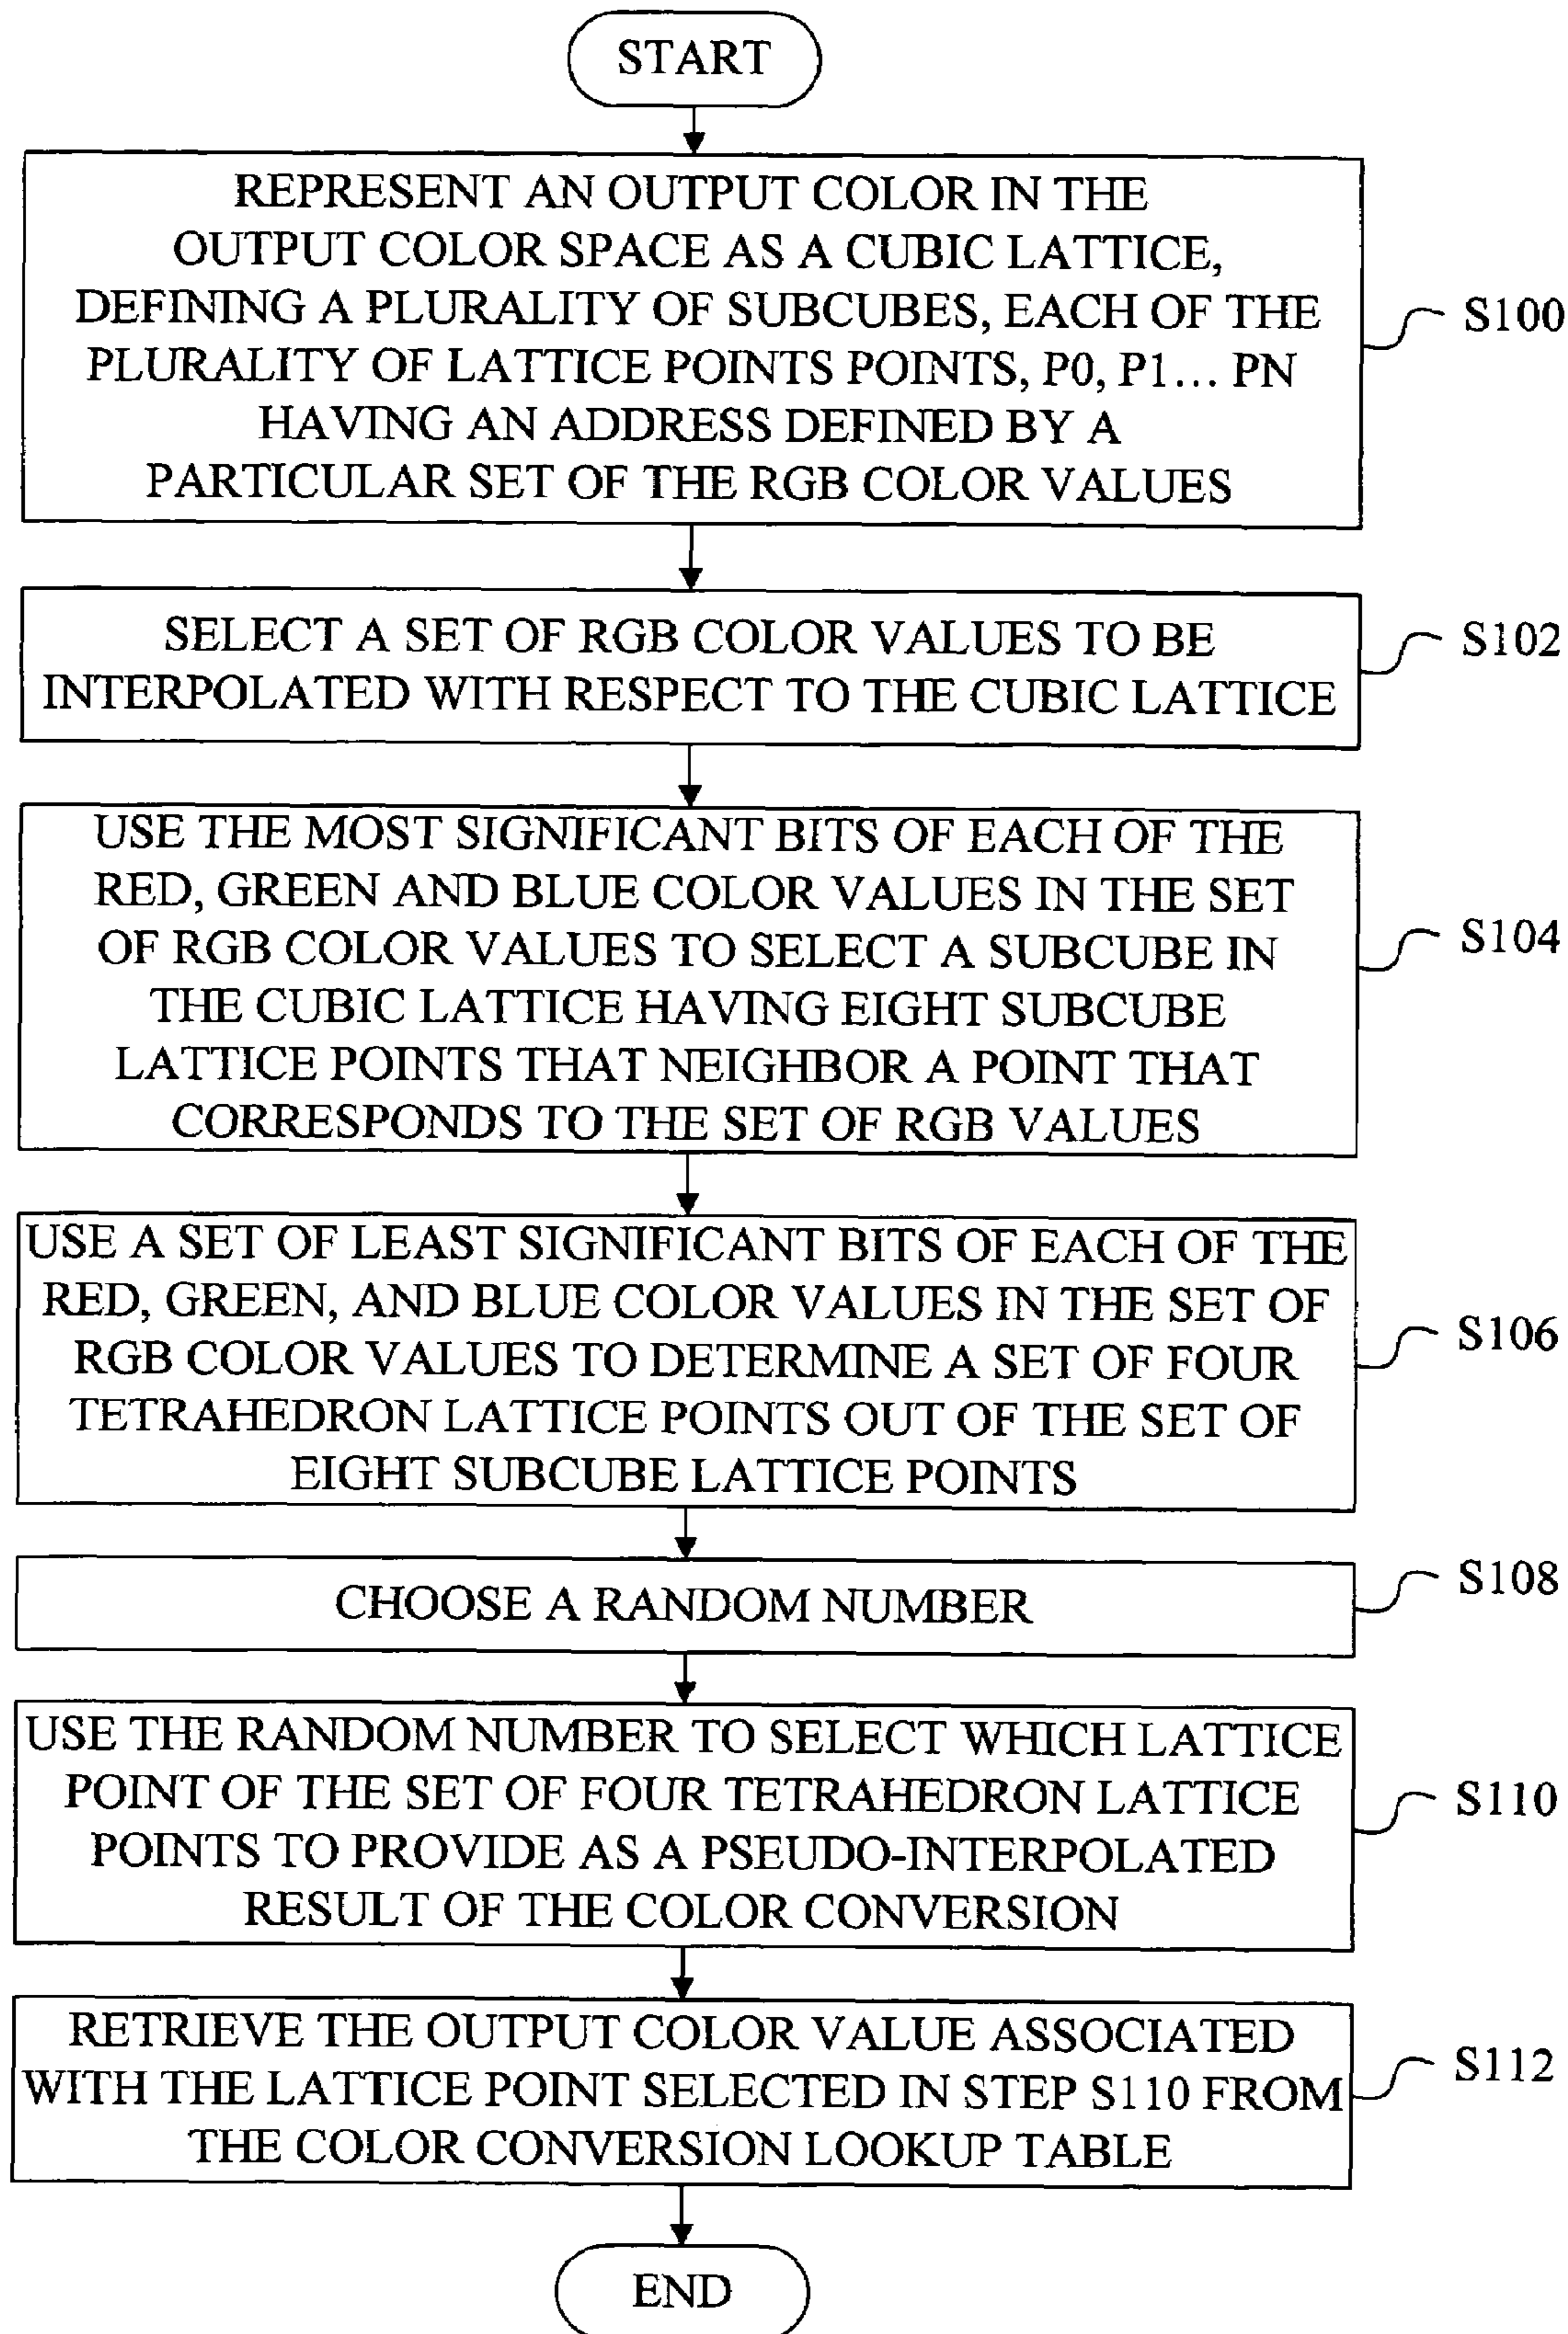 START
REPRESENT AN OUTPUT COLOR IN THE
OUTPUT COLOR SPACE AS A CUBIC LATTICE,
DEFINING A PLURALITY OF SUBCUBES, EACH OF THE
PLURALITY OF LATTICE POINTS POINTS, P0, P1... PN
HAVING AN ADDRESS DEFINED BY A
PARTICULAR SET OF THE RGB COLOR VALUES
S100
SELECT A SET OF RGB COLOR VALUES TO BE
INTERPOLATED WITH RESPECT TO THE CUBIC LATTICE
S102
USE THE MOST SIGNIFICANT BITS OF EACH OF THE
RED, GREEN AND BLUE COLOR VALUES IN THE SET
OF RGB COLOR VALUES TO SELECT A SUBCUBE IN
THE CUBIC LATTICE HAVING EIGHT SUBCUBE
LATTICE POINTS THAT NEIGHBOR A POINT THAT
CORRESPONDS TO THE SET OF RGB VALUES
S104
USE A SET OF LEAST SIGNIFICANT BITS OF EACH OF THE
RED, GREEN, AND BLUE COLOR VALUES IN THE SET OF
RGB COLOR VALUES TO DETERMINE A SET OF FOUR
TETRAHEDRON LATTICE POINTS OUT OF THE SET OF
EIGHT SUBCUBE LATTICE POINTS
S106
CHOOSE A RANDOM NUMBER
S108
USE THE RANDOM NUMBER TO SELECT WHICH LATTICE
POINT OF THE SET OF FOUR TETRAHEDRON LATTICE
POINTS TO PROVIDE AS A PSEUDO-INTERPOLATED
RESULT OF THE COLOR CONVERSION
S110
RETRIEVE THE OUTPUT COLOR VALUE ASSOCIATED
WITH THE LATTICE POINT SELECTED IN STEP S110 FROM
THE COLOR CONVERSION LOOKUP TABLE
S112
END